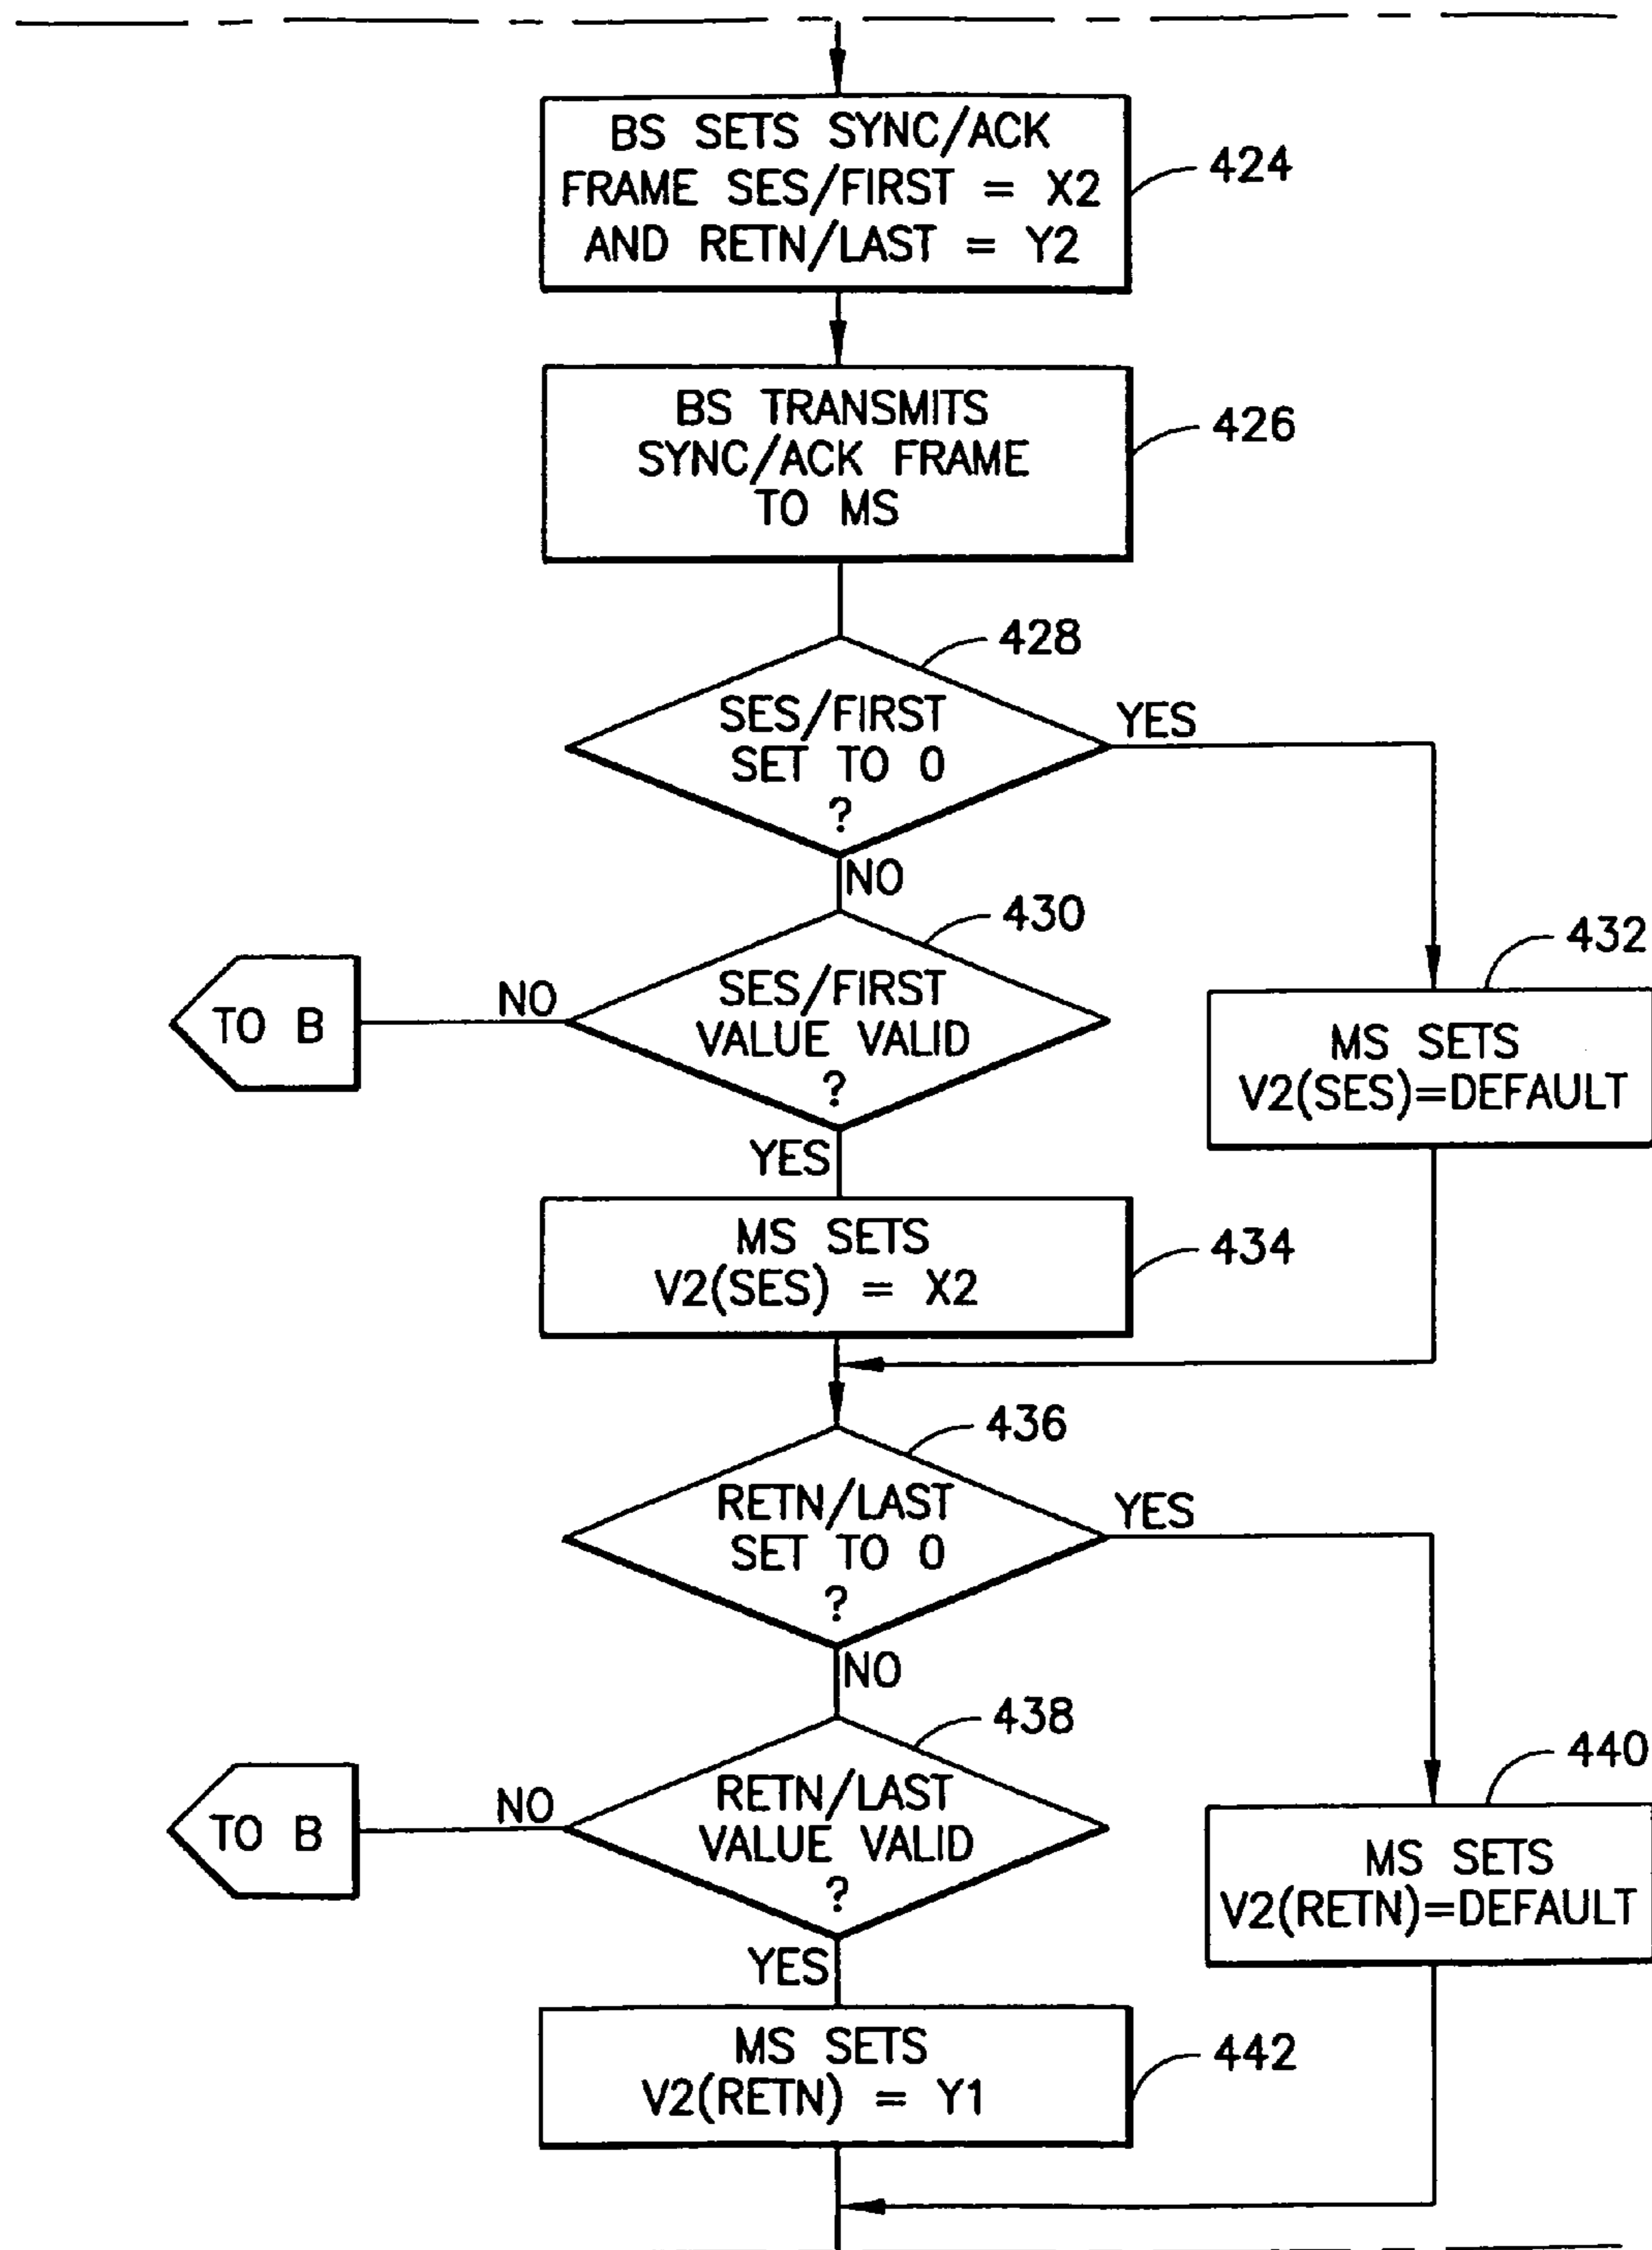 BS SETS SYNC/ACK
FRAME SES/FIRST = X2
AND RETN/LAST = Y2
424
BS TRANSMITS
SYNC/ACK FRAME
TO MS
426
428
SES/FIRST
SET TO 0
?
YES
NO
430
SES/FIRST
VALUE VALID
?
NO
TO B
YES
432
MS SETS
V2(SES)=DEFAULT
MS SETS
V2(SES) = X2
434
436
RETN/LAST
SET TO 0
?
YES
NO
438
RETN/LAST
VALUE VALID
?
NO
TO B
YES
440
MS SETS
V2(RETN)=DEFAULT
MS SETS
V2(RETN) = Y1
442